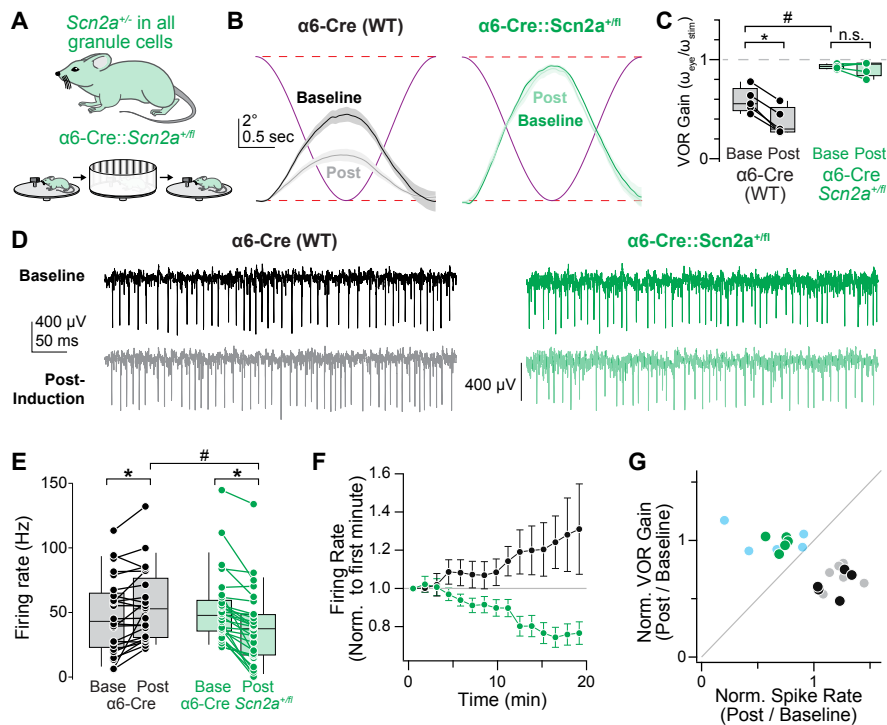 A
Scn2a+/- in all
granule cells
α6-Cre::Scn2a+/fl
B
α6-Cre (WT)
α6-Cre::Scn2a+/fl
Baseline
Post
2°
0.5 sec
Post
Baseline
C
#
*
n.s.
VOR Gain (ωeye/ωstim)
1
0
Base Post
α6-Cre
(WT)
Base Post
α6-Cre
Scn2a+/fl
D
α6-Cre (WT)
α6-Cre::Scn2a+/fl
Baseline
400 µV
50 ms
Post-
Induction
400 µV
E
#
*
*
Firing rate (Hz)
150
100
50
0
Base Post
α6-Cre
Base Post
α6-Cre Scn2a+/fl
F
Firing Rate
(Norm. to first minute)
1.6
1.4
1.2
1.0
0.8
0
5
10
15
20
Time (min)
G
Norm. VOR Gain
(Post / Baseline)
1
0
0
1
Norm. Spike Rate
(Post / Baseline)